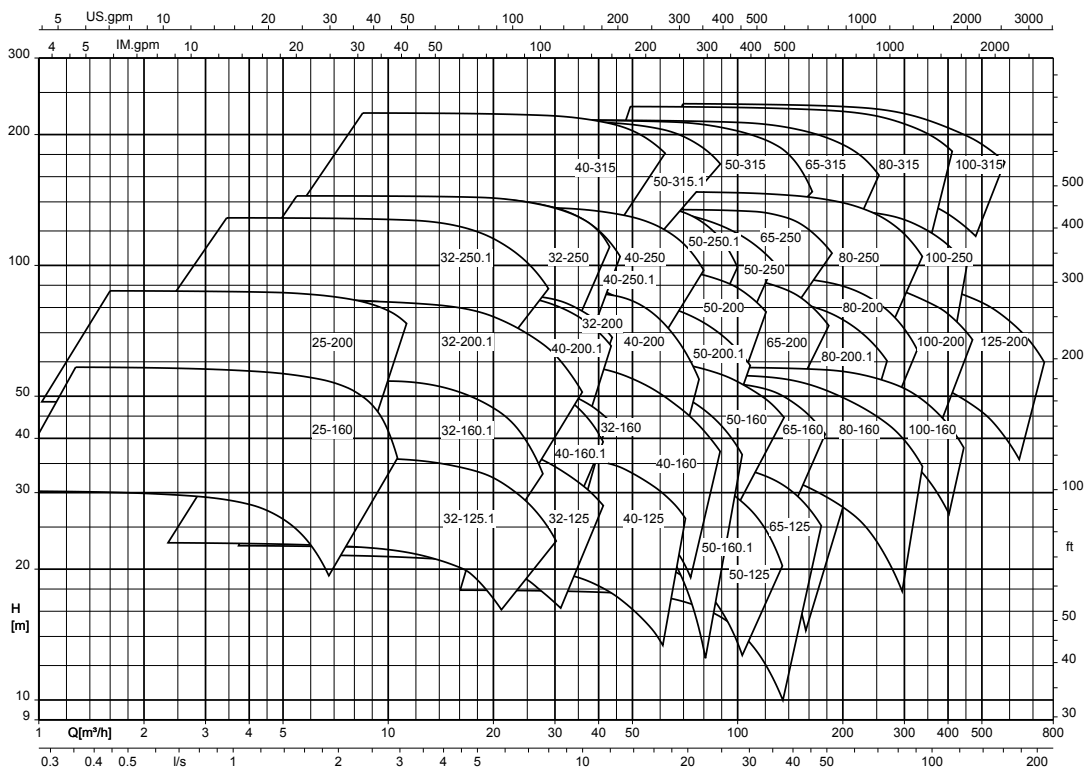 5 US.gpm 10 20 30 40 50 100 200 300 400 500 1000 2000 3000
4 5 IM.gpm 10 20 30 40 50 100 200 300 400 500 1000 2000
300
200
40-315 50-315.1 50-315 65-315 80-315 100-315
500
400
32-250.1 32-250 40-250 40-250.1 50-250.1 50-250 65-250 80-250 100-250
100
300
25-200 32-200.1 40-200.1 32-200 40-200 50-200 50-200.1 65-200 80-200 80-200.1 100-200 125-200
200
50
40
25-160 32-160.1 40-160.1 32-160 40-160 50-160 65-160 80-160 100-160
30
100
32-125.1 32-125 40-125 50-160.1 50-125 65-125
ft
20
H
[m]
50
40
10
9
30
1 Q[m³/h] 2 3 4 5 10 20 30 40 50 100 200 300 400 500 800
0.3 0.4 0.5 l/s 1 2 3 4 5 10 20 30 40 50 100 200